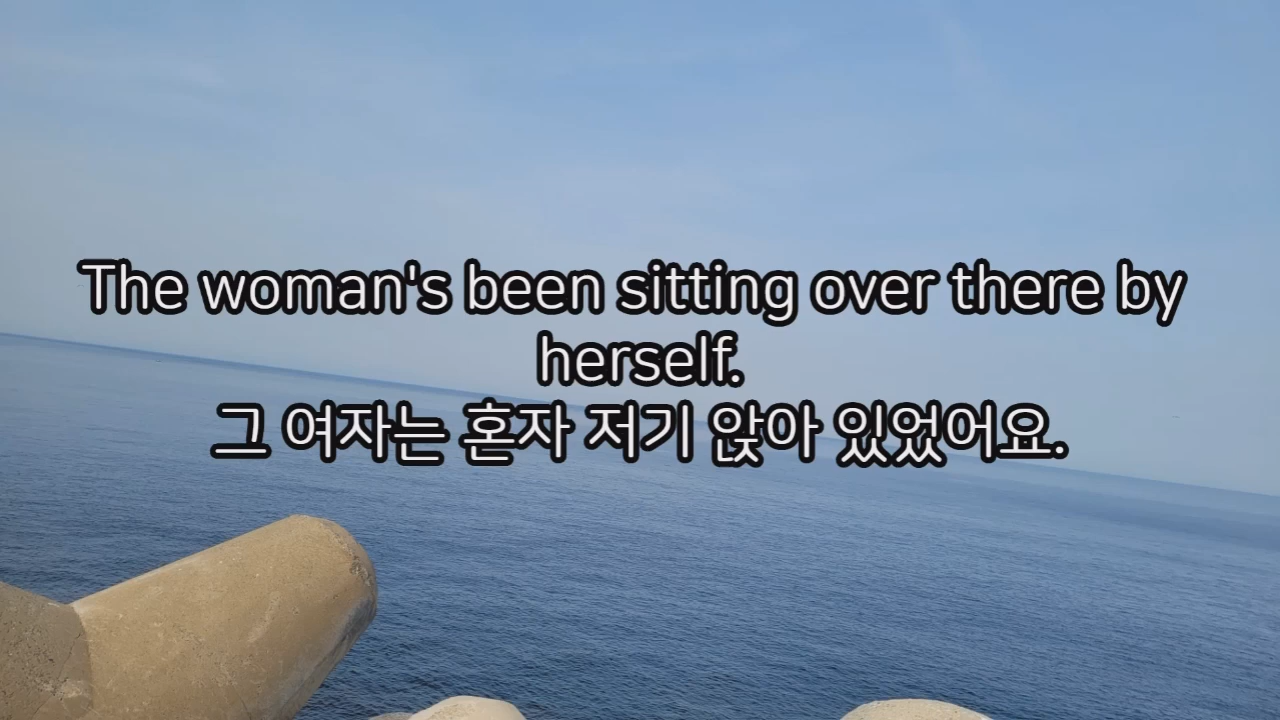 The woman's been sitting over there by
herself.
그 여자는 혼자 저기 앉아 있었어요.